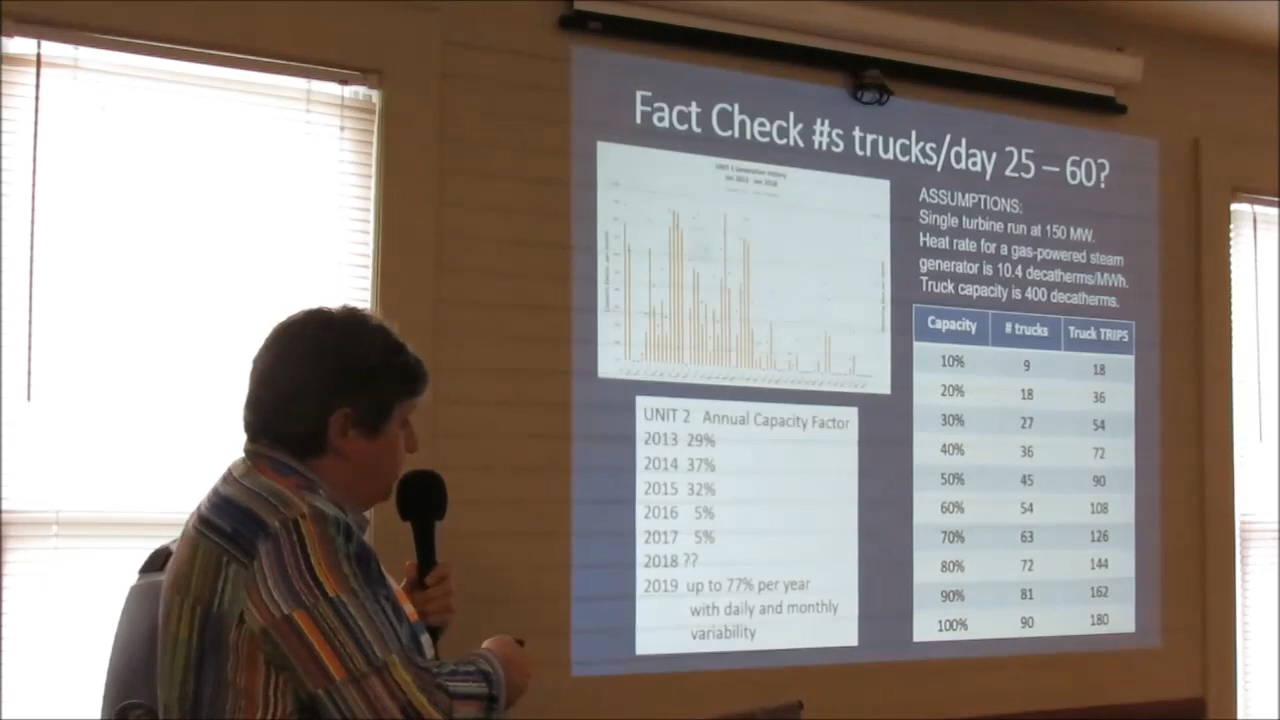 Fact Check #s trucks/day 25 – 60?
ASSUMPTIONS:
Single turbine run at 150 MW.
Heat rate for a gas-powered steam
generator is 10.4 decatherms/MWh.
Truck capacity is 400 decatherms.
Capacity # trucks Truck TRIPS
10% 9 18
20% 18 36
30% 27 54
40% 36 72
50% 45 90
60% 54 108
70% 63 126
80% 72 144
90% 81 162
100% 90 180
UNIT 2 Annual Capacity Factor
2013 29%
2014 37%
2015 32%
2016 5%
2017 5%
2018 ??
2019 up to 77% per year
with daily and monthly
variability